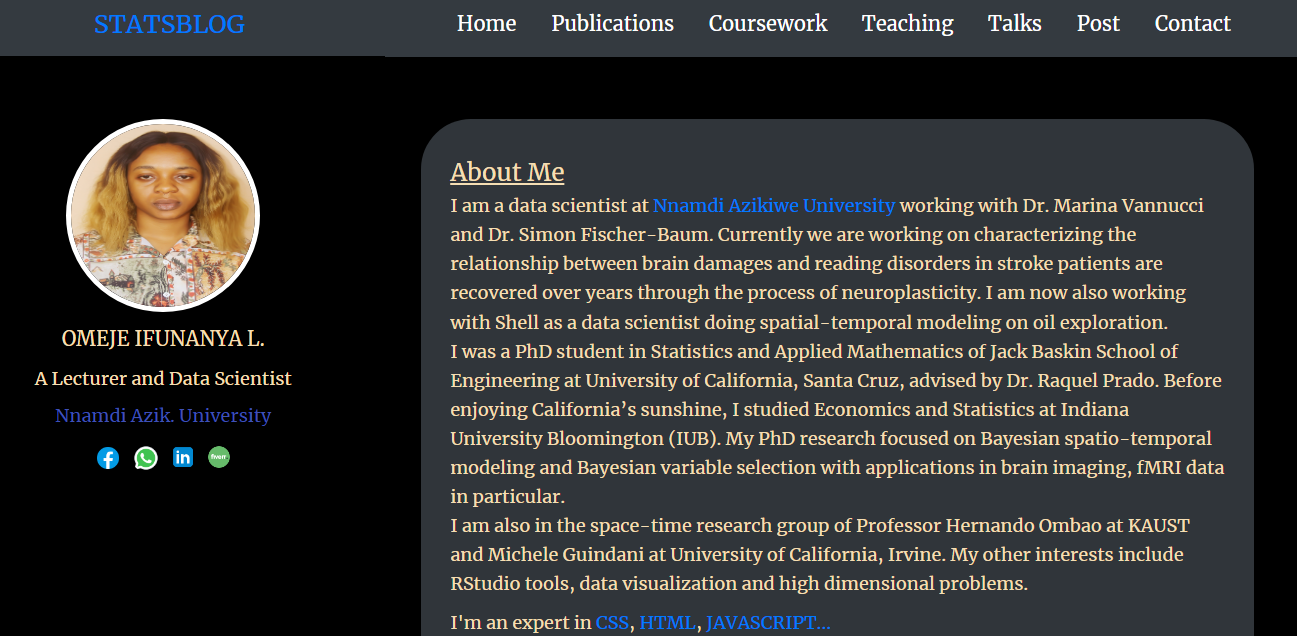 STATSBLOG
Home Publications Coursework Teaching Talks Post Contact
OMEJE IFUNANYA L.
A Lecturer and Data Scientist
Nnamdi Azik. University
in
fiverr
About Me
I am a data scientist at Nnamdi Azikiwe University working with Dr. Marina Vannucci
and Dr. Simon Fischer-Baum. Currently we are working on characterizing the
relationship between brain damages and reading disorders in stroke patients are
recovered over years through the process of neuroplasticity. I am now also working
with Shell as a data scientist doing spatial-temporal modeling on oil exploration.
I was a PhD student in Statistics and Applied Mathematics of Jack Baskin School of
Engineering at University of California, Santa Cruz, advised by Dr. Raquel Prado. Before
enjoying California’s sunshine, I studied Economics and Statistics at Indiana
University Bloomington (IUB). My PhD research focused on Bayesian spatio-temporal
modeling and Bayesian variable selection with applications in brain imaging, fMRI data
in particular.
I am also in the space-time research group of Professor Hernando Ombao at KAUST
and Michele Guindani at University of California, Irvine. My other interests include
RStudio tools, data visualization and high dimensional problems.
I'm an expert in CSS, HTML, JAVASCRIPT...